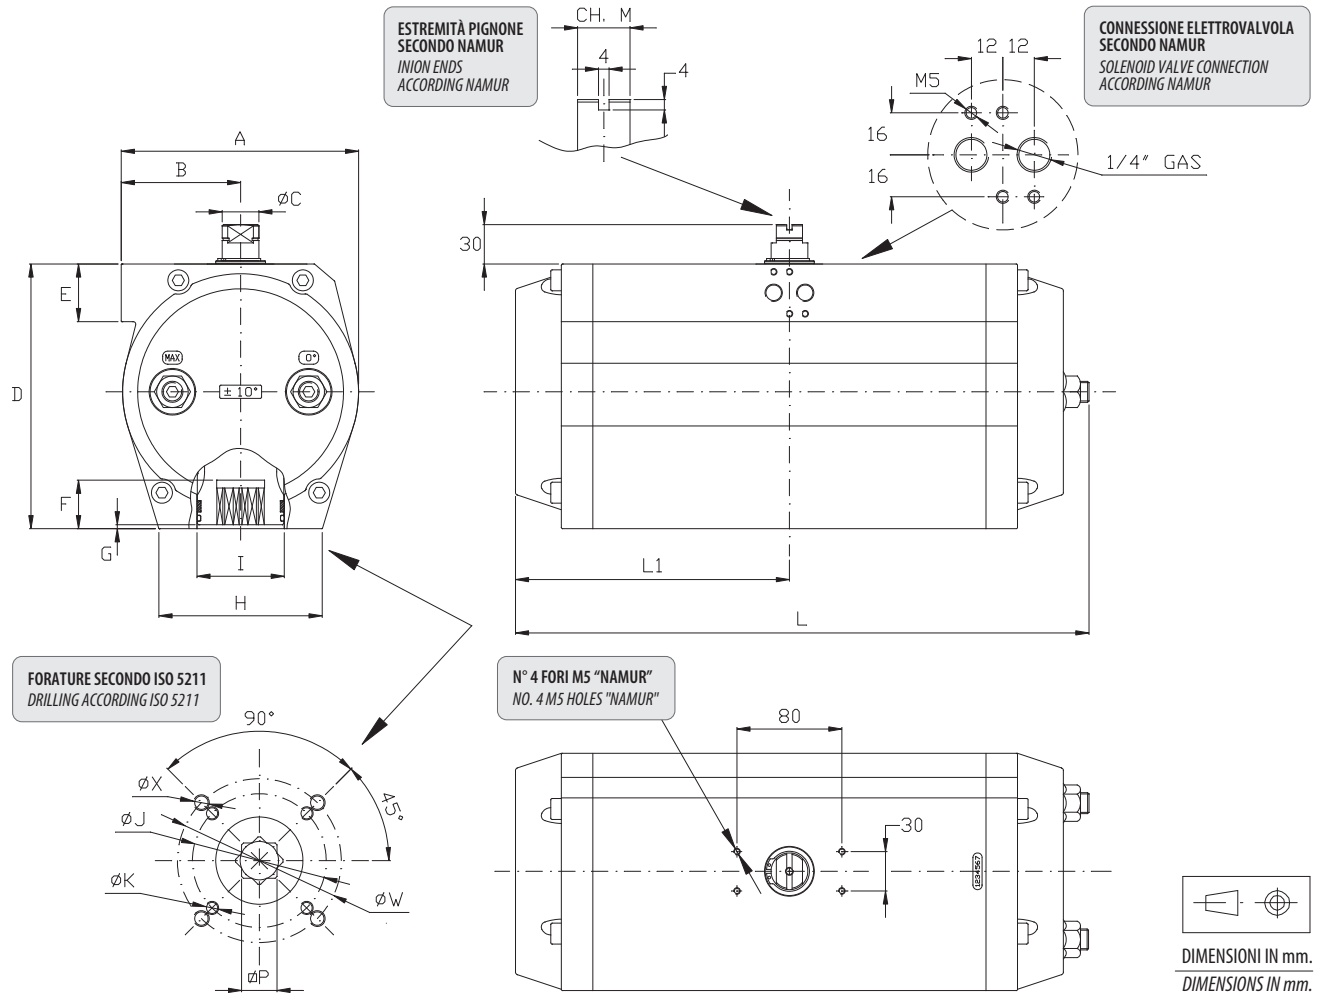 ESTREMITÀ PIGNONE
SECONDO NAMUR
INION ENDS
ACCORDING NAMUR
CH. M
4
4
CONNESSIONE ELETTROVALVOLA
SECONDO NAMUR
SOLENOID VALVE CONNECTION
ACCORDING NAMUR
12 12
M5
16
16
1/4" GAS
A
B
øC
D
E
F
G
I
H
MAX
0°
± 10°
30
L1
L
FORATURE SECONDO ISO 5211
DRILLING ACCORDING ISO 5211
90°
45°
øX
øJ
øK
øW
øP
N° 4 FORI M5 “NAMUR”
NO. 4 M5 HOLES "NAMUR"
80
30
1234567
DIMENSIONI IN mm.
DIMENSIONS IN mm.